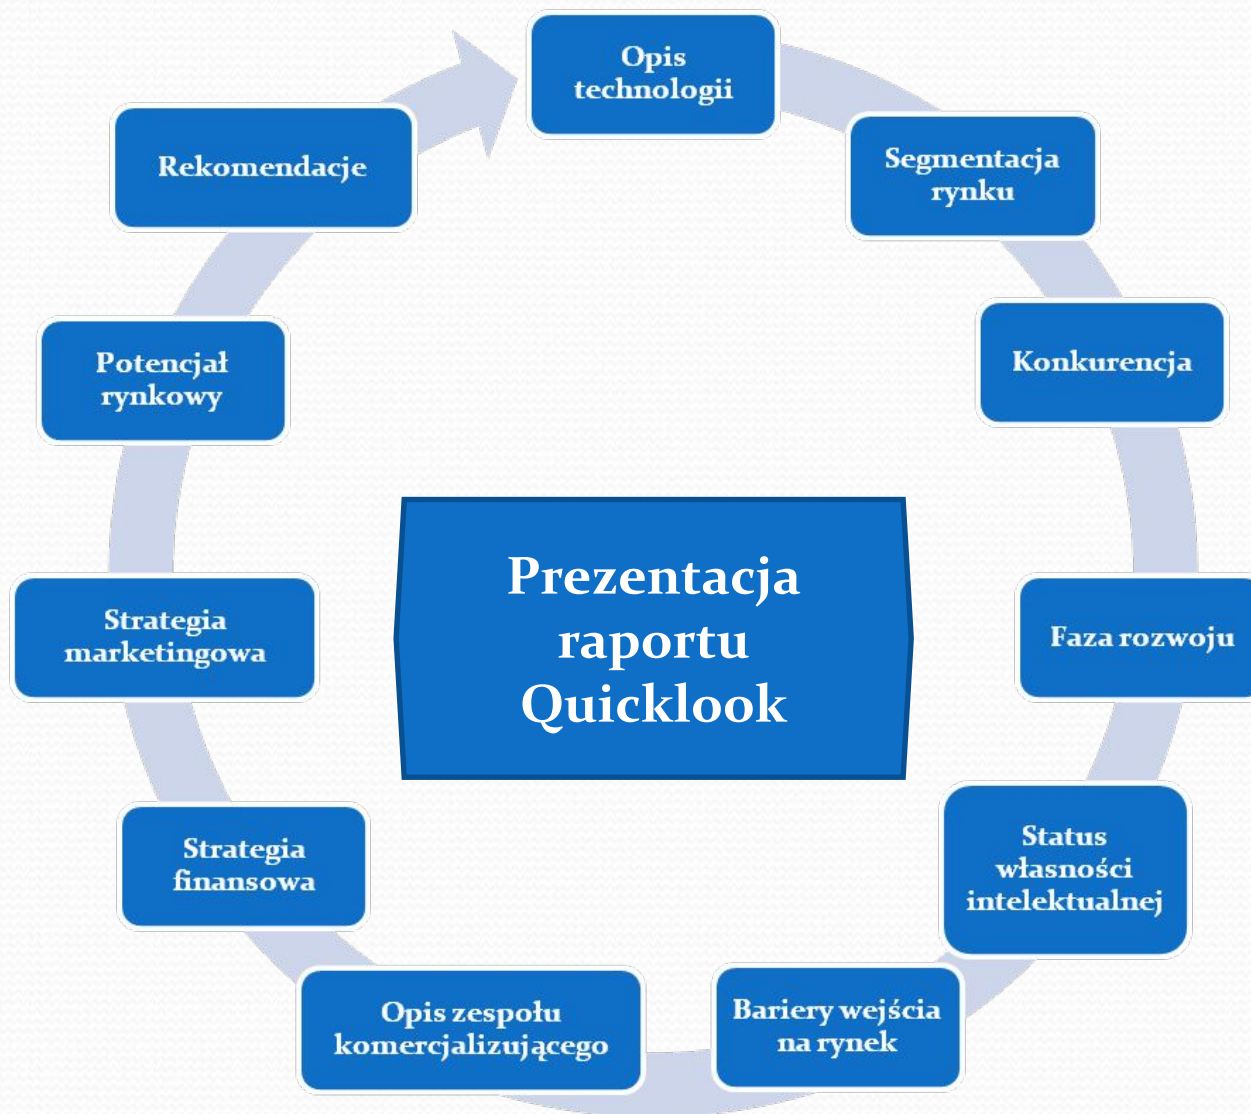 Opis
technologii
Segmentacja
rynku
Konkurencja
Faza rozwoju
Status
własności
intelektualnej
Bariery wejścia
na rynek
Opis zespołu
komercjalizującego
Strategia
finansowa
Strategia
marketingowa
Potencjał
rynkowy
Rekomendacje
Prezentacja
raportu
Quicklook